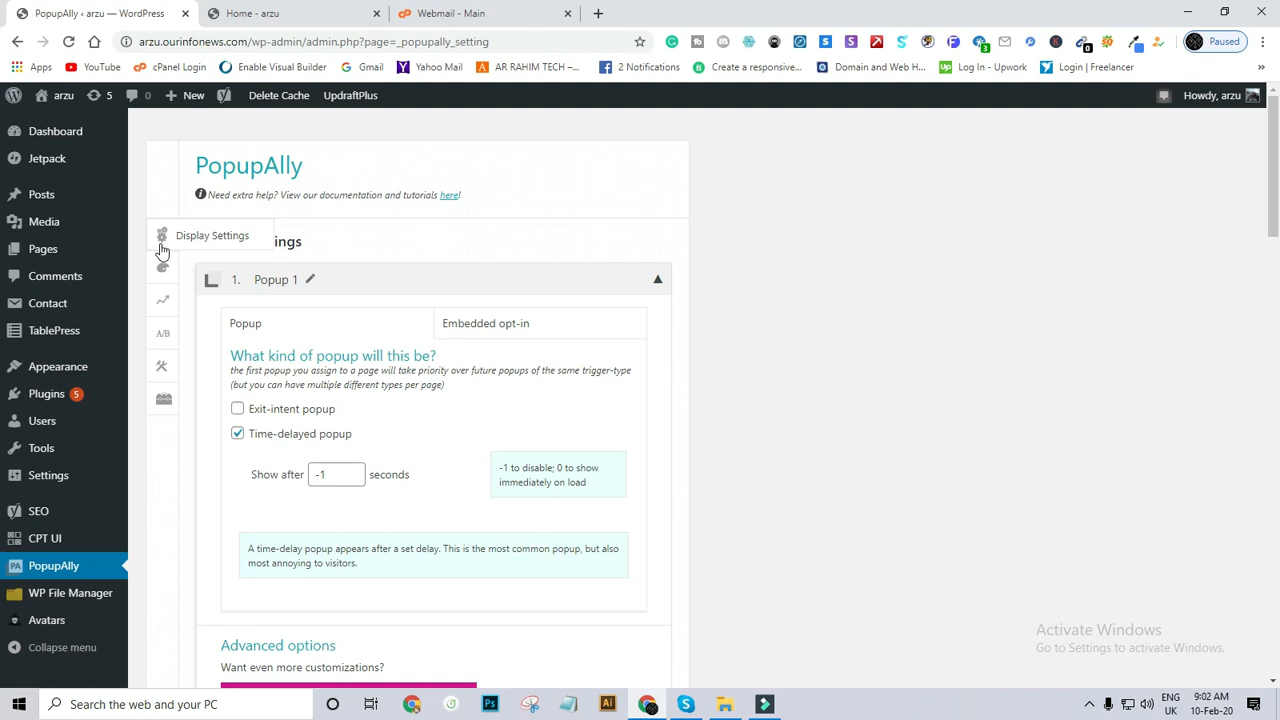 PopupAlly ‹ arzu — WordPress
Home - arzu
Webmail - Main
arzu.ourinfonews.com/wp-admin/admin.php?page=_popupally_setting
Paused
Apps
YouTube
cPanel Login
Enable Visual Builder
Gmail
Yahoo Mail
AR RAHIM TECH –...
2 Notifications
Create a responsive...
Domain and Web H...
Log In - Upwork
Login | Freelancer
»
arzu
5
0
New
Delete Cache
UpdraftPlus
Howdy, arzu
Dashboard
Jetpack
Posts
Media
Pages
Comments
Contact
TablePress
Appearance
Plugins 5
Users
Tools
Settings
SEO
CPT UI
PopupAlly
WP File Manager
Avatars
Collapse menu
PopupAlly
Need extra help? View our documentation and tutorials here!
Display Settings
ings
A/B
1. Popup 1
Popup
Embedded opt-in
What kind of popup will this be?
the first popup you assign to a page will take priority over future popups of the same trigger-type
(but you can have multiple different types per page)
Exit-intent popup
Time-delayed popup
Show after -1 seconds
-1 to disable; 0 to show
immediately on load
A time-delay popup appears after a set delay. This is the most common popup, but also
most annoying to visitors.
Advanced options
Want even more customizations?
Activate Windows
Go to Settings to activate Windows.
Search the web and your PC
ENG
UK
9:02 AM
10-Feb-20